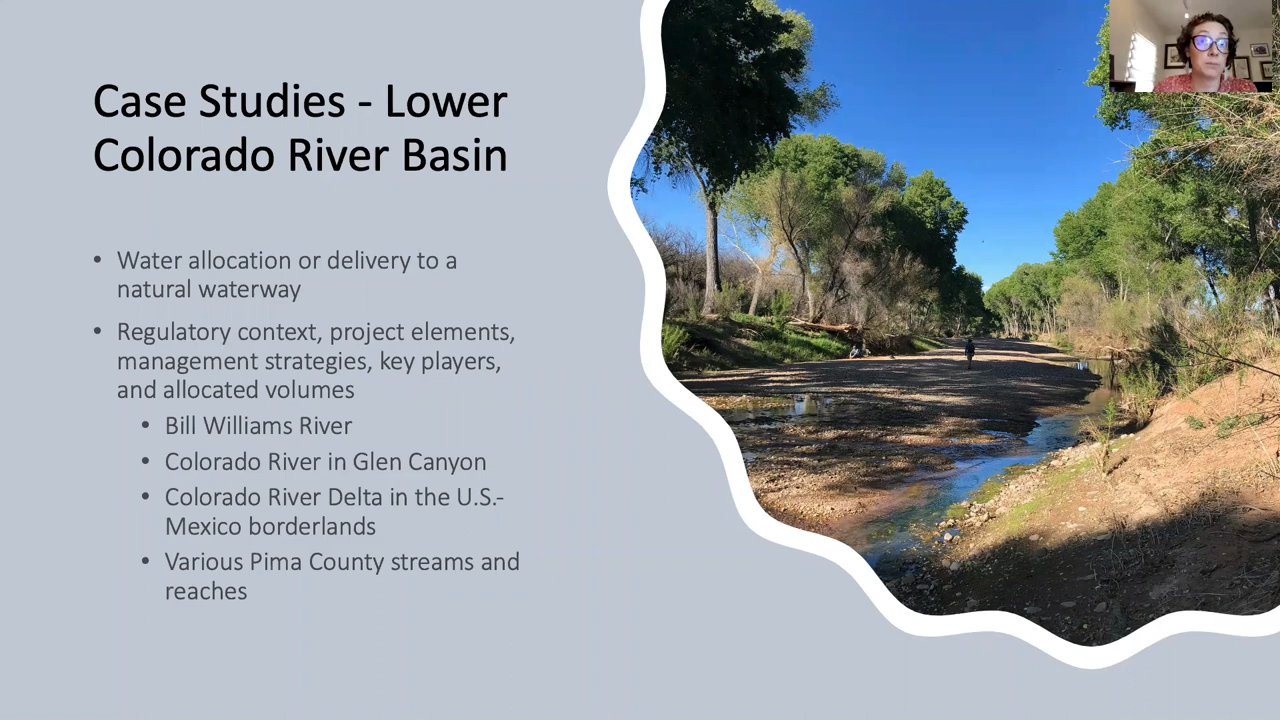 Case Studies - Lower
Colorado River Basin
• Water allocation or delivery to a
natural waterway
• Regulatory context, project elements,
management strategies, key players,
and allocated volumes
• Bill Williams River
• Colorado River in Glen Canyon
• Colorado River Delta in the U.S.-
Mexico borderlands
• Various Pima County streams and
reaches